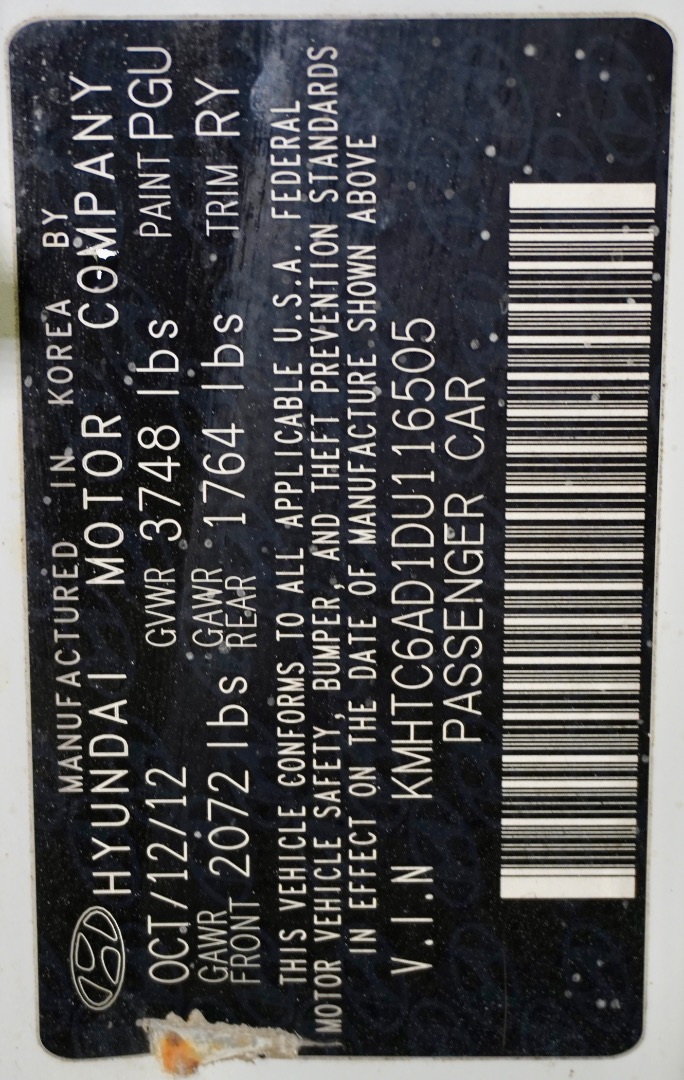 MANUFACTURED IN KOREA BY
HYUNDAI MOTOR COMPANY
OCT/12/12 GVWR 3748 lbs PAINT PGU
GAWR FRONT 2072 lbs GAWR REAR 1764 lbs TRIM RY
THIS VEHICLE CONFORMS TO ALL APPLICABLE U.S.A. FEDERAL
MOTOR VEHICLE SAFETY, BUMPER, AND THEFT PREVENTION STANDARDS
IN EFFECT ON THE DATE OF MANUFACTURE SHOWN ABOVE
V.I.N KMHTC6AD1DU116505
PASSENGER CAR